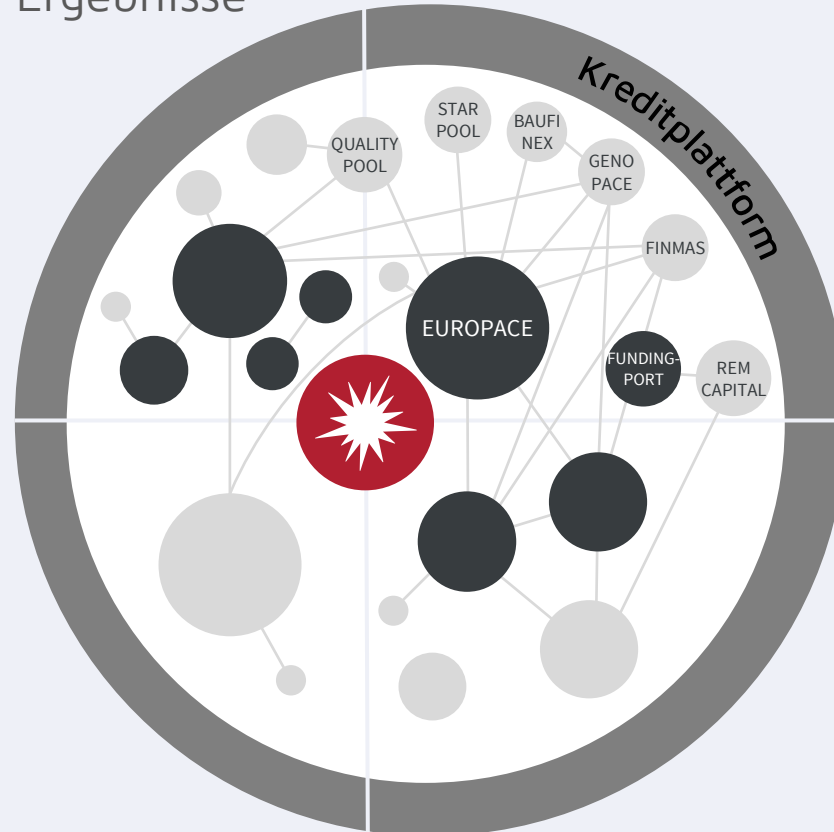 Ergebnisse
Kreditplattform
STAR
POOL
BAUFI
NEX
QUALITY
POOL
GENO
PACE
FINMAS
EUROPACE
FUNDING-
PORT
REM
CAPITAL